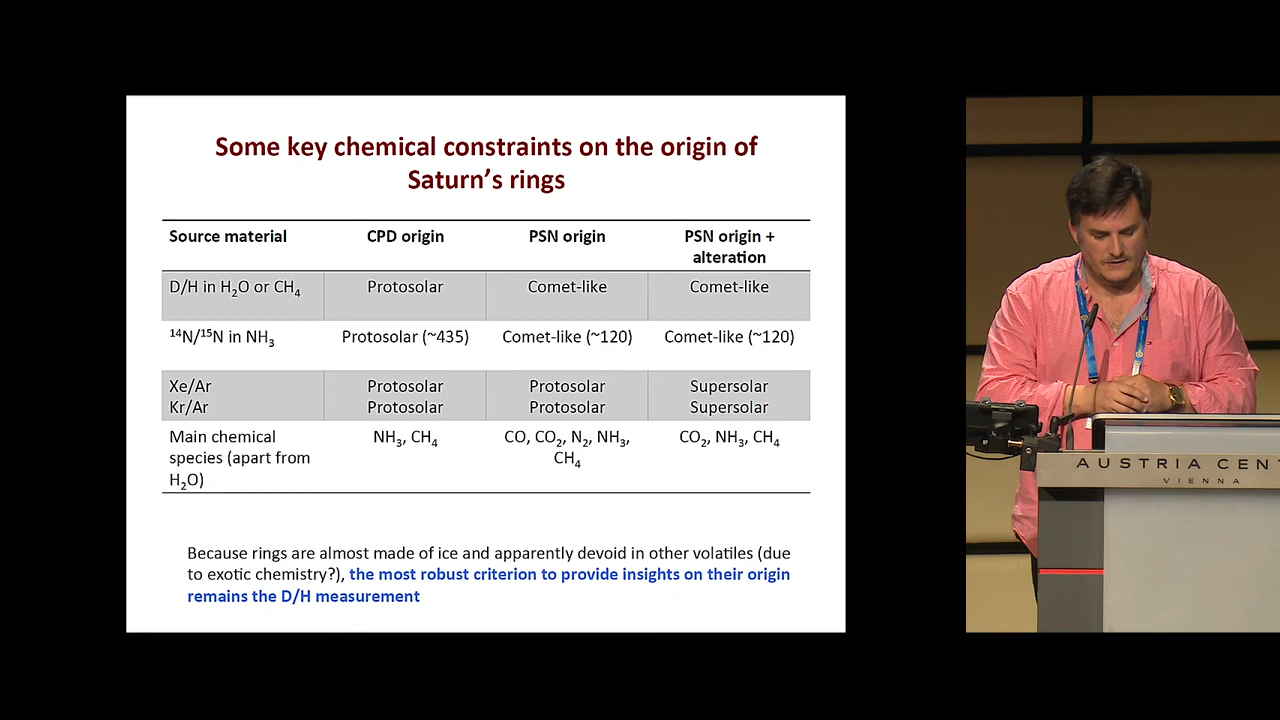 Some key chemical constraints on the origin of
Saturn's rings
Source material CPD origin PSN origin PSN origin +
alteration
D/H in H₂O or CH₄ Protosolar Comet-like Comet-like
¹⁴N/¹⁵N in NH₃ Protosolar (~435) Comet-like (~120) Comet-like (~120)
Xe/Ar Protosolar Protosolar Supersolar
Kr/Ar Protosolar Protosolar Supersolar
Main chemical NH₃, CH₄ CO, CO₂, N₂, NH₃, CO₂, NH₃, CH₄
species (apart from CH₄
H₂O)
Because rings are almost made of ice and apparently devoid in other volatiles (due
to exotic chemistry?), the most robust criterion to provide insights on their origin
remains the D/H measurement
AUSTRIA CEN
VIENNA